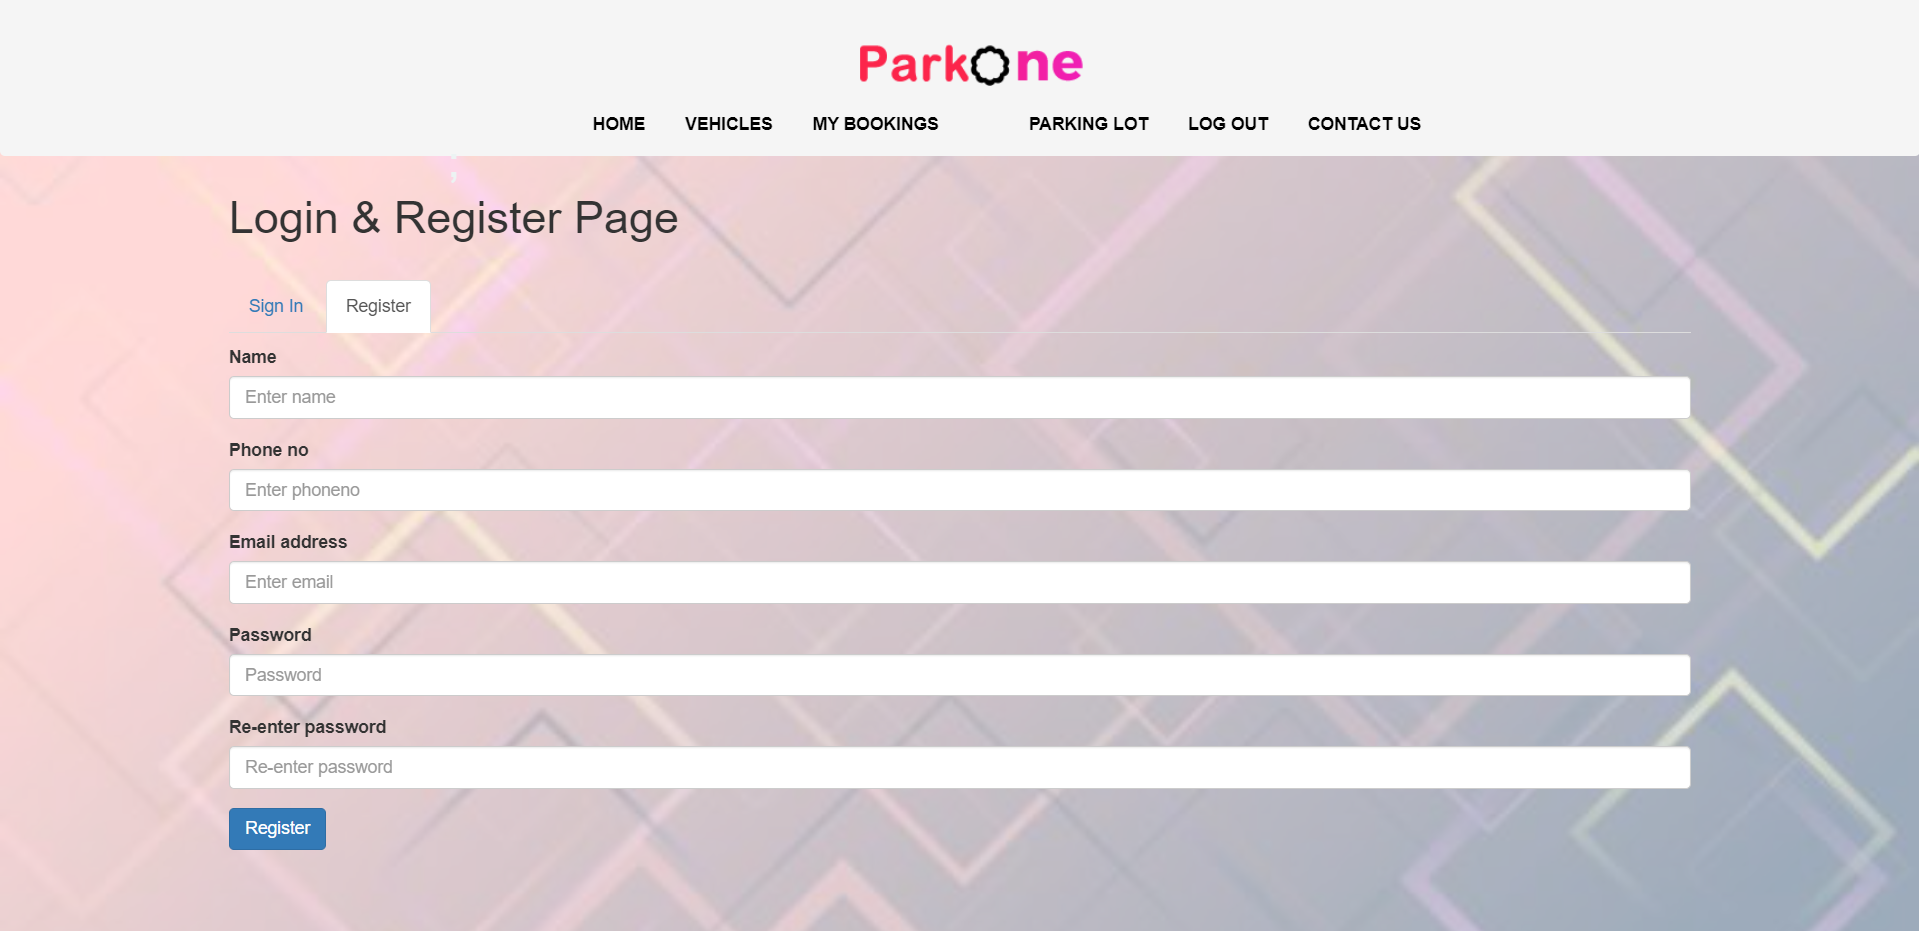 ParkOne
HOME VEHICLES MY BOOKINGS PARKING LOT LOG OUT CONTACT US
;
Login & Register Page
Sign In Register
Name
Enter name
Phone no
Enter phoneno
Email address
Enter email
Password
Password
Re-enter password
Re-enter password
Register